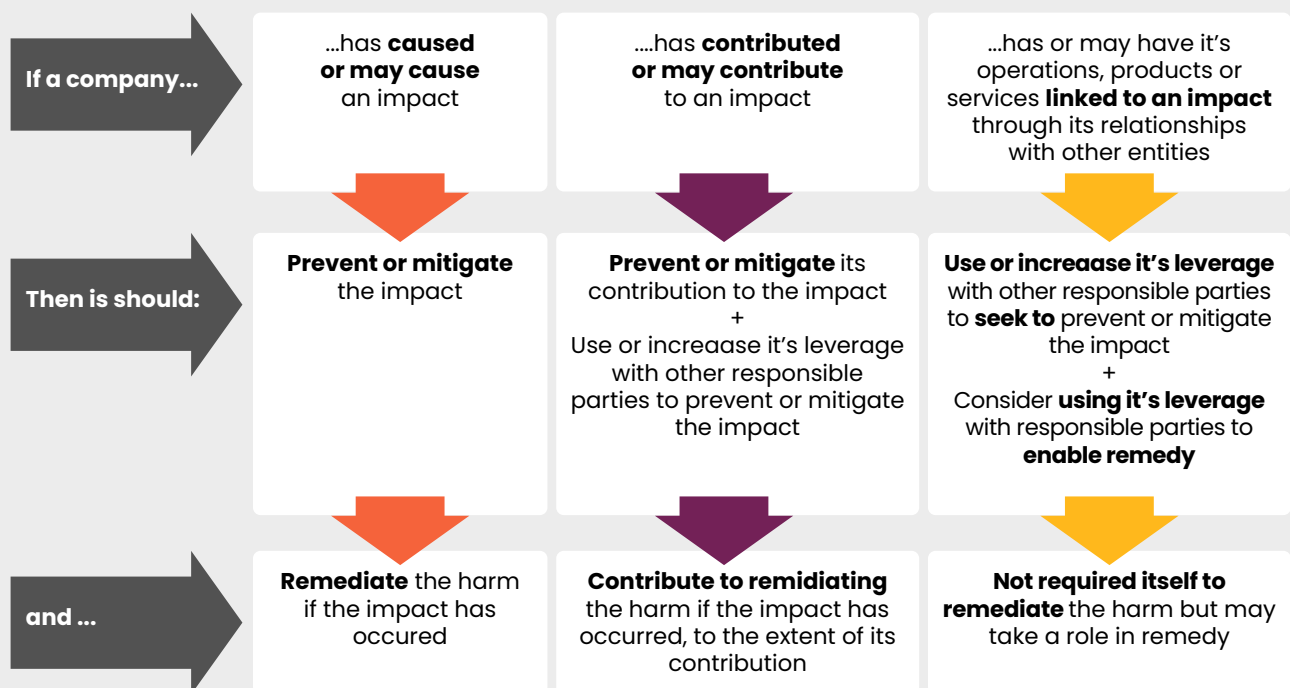 If a company...
...has caused
or may cause
an impact
....has contributed
or may contribute
to an impact
...has or may have it's
operations, products or
services linked to an impact
through its relationships
with other entities
Then is should:
Prevent or mitigate
the impact
Prevent or mitigate its
contribution to the impact
+
Use or increaase it's leverage
with other responsible
parties to prevent or mitigate
the impact
Use or increaase it's leverage
with other responsible parties
to seek to prevent or mitigate
the impact
+
Consider using it's leverage
with responsible parties to
enable remedy
and ...
Remediate the harm
if the impact has
occured
Contribute to remidiating
the harm if the impact has
occurred, to the extent of its
contribution
Not required itself to
remediate the harm but may
take a role in remedy